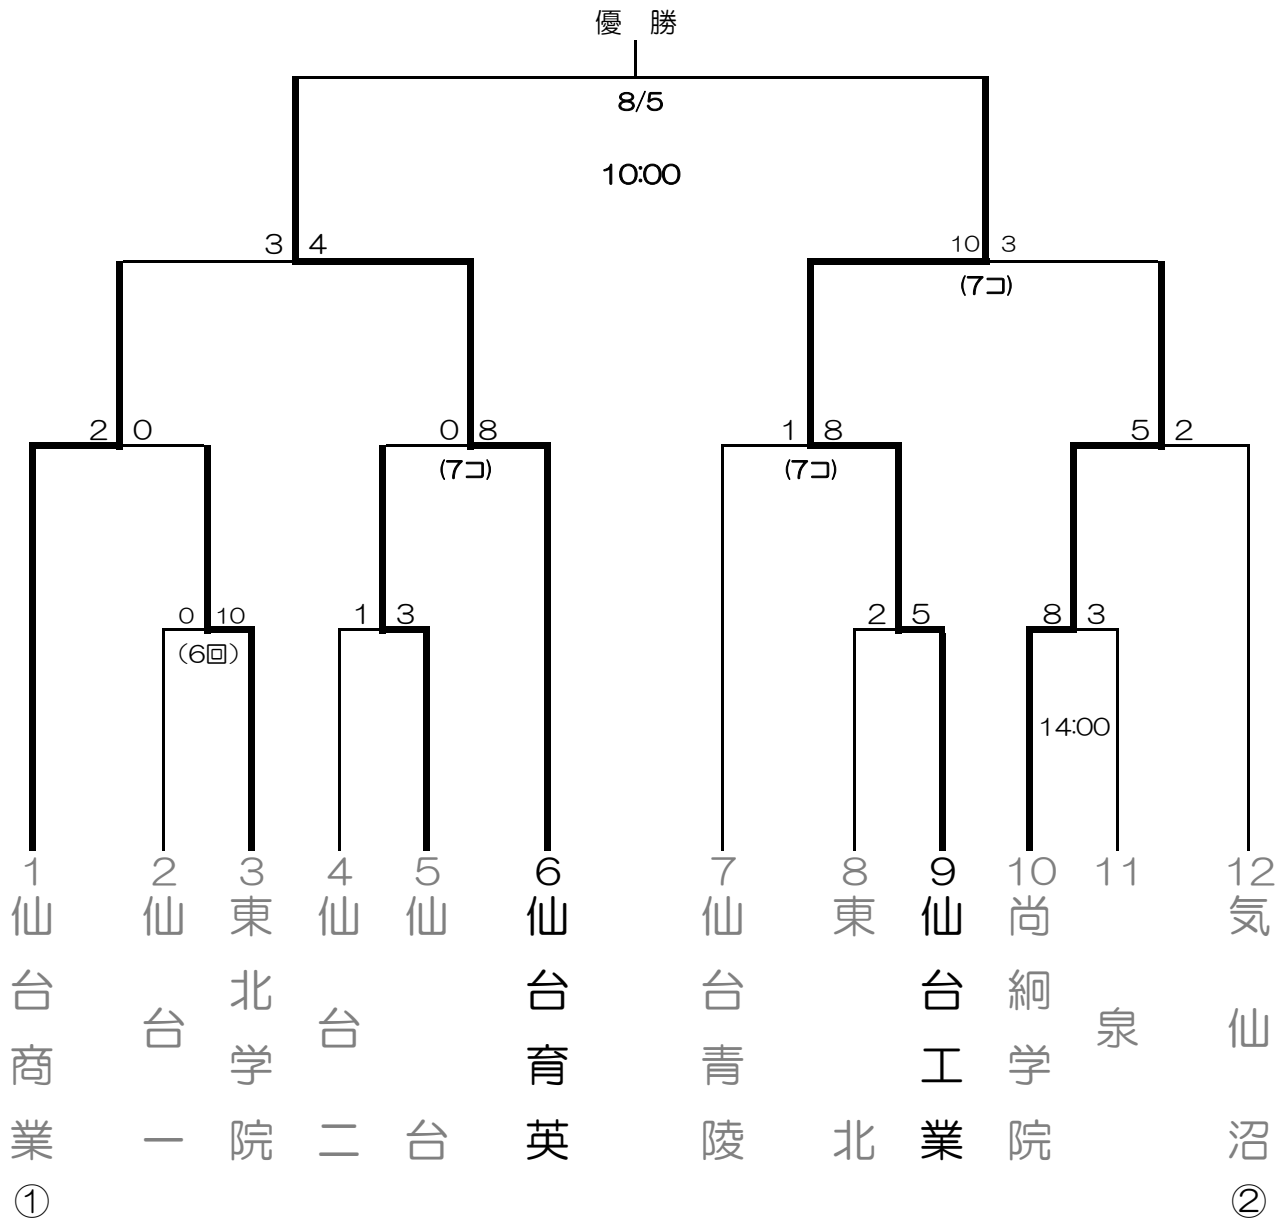 優 勝
8/5
10:00
3 4
10 3
(7コ)
2 0
0 8
(7コ)
1 8
(7コ)
5 2
0 10
(6回)
1 3
2 5
8 3
14:00
1 2 3 4 5 6 7 8 9 10 11 12
仙台商業
仙台一
東北学院
仙台二
仙台
仙台育英
仙台青陵
東北
仙台工業
尚絅学院
泉
気仙沼
① ②